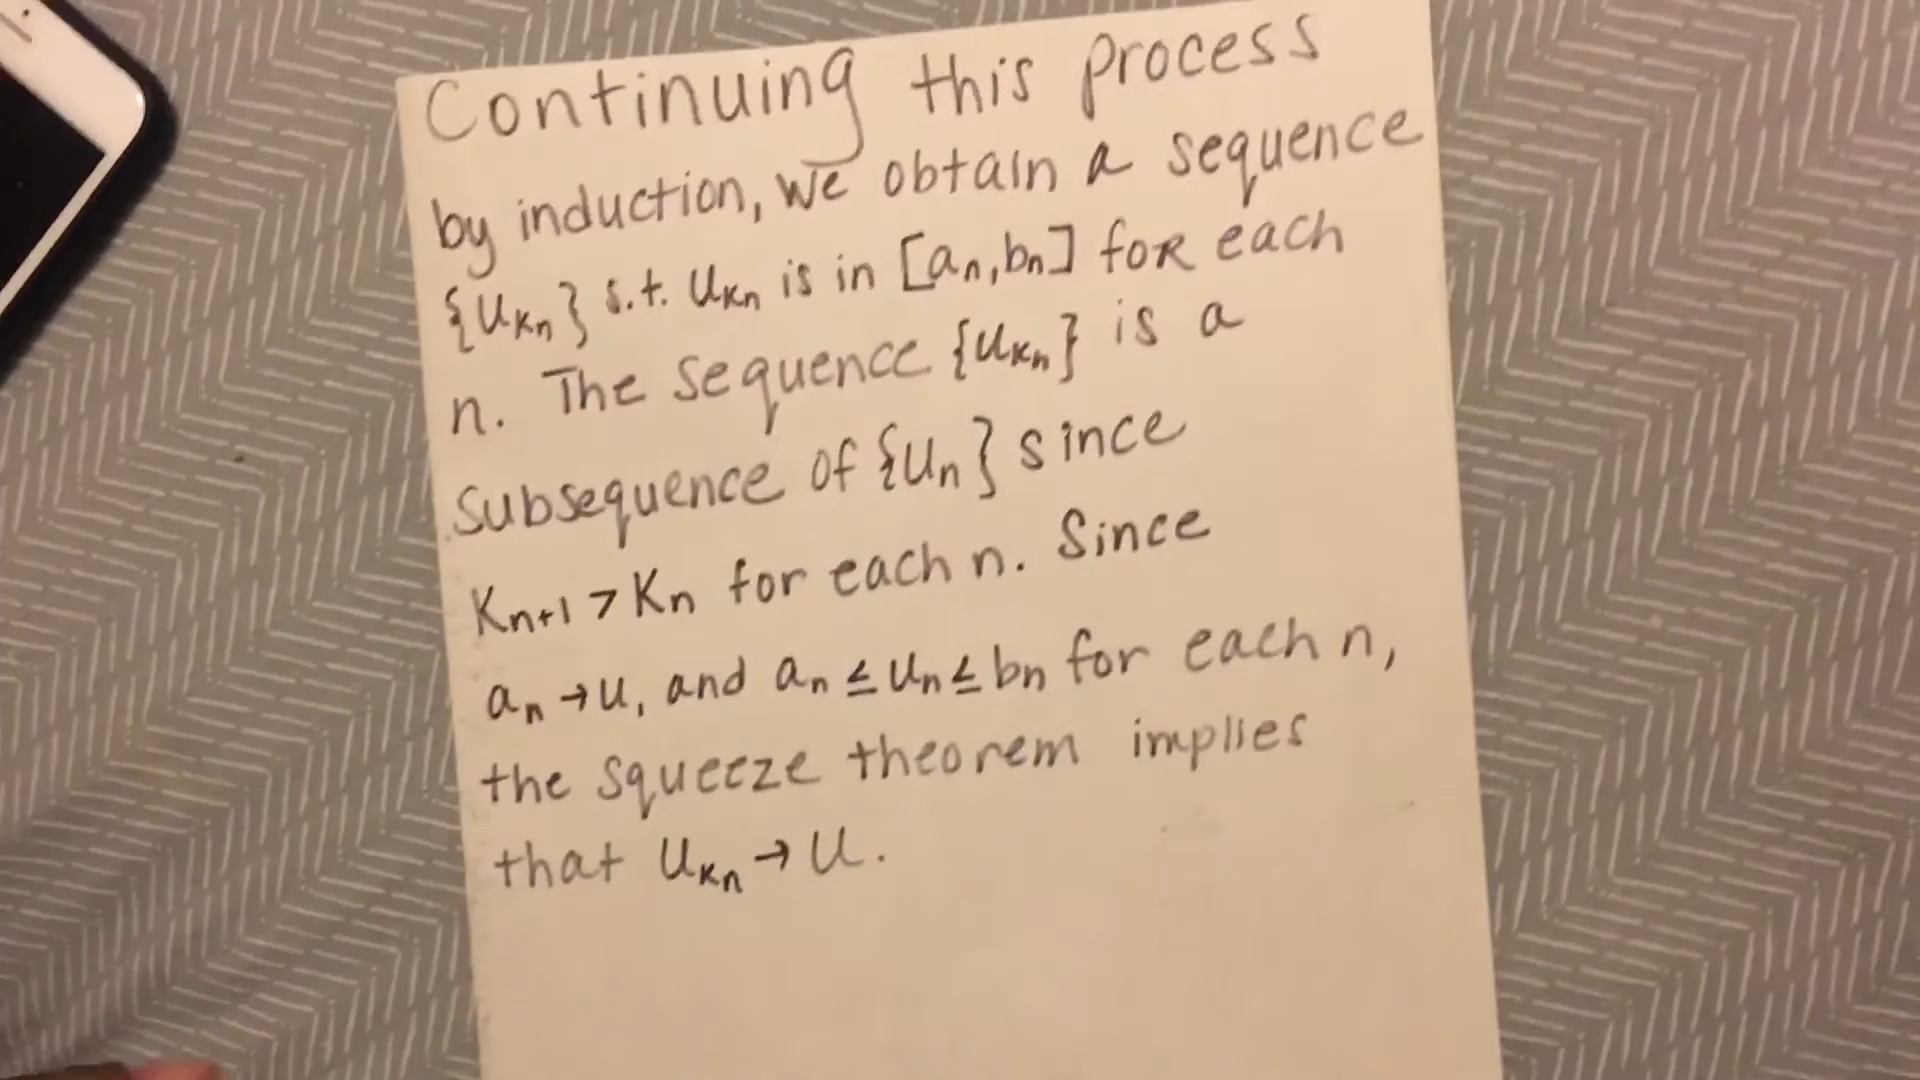 Continuing this process
by induction, we obtain a sequence
{u_{k_n}} s.t. u_{k_n} is in [a_n, b_n] for each
n. The sequence {u_{k_n}} is a
subsequence of {u_n} since
k_{n+1} > k_n for each n. Since
a_n → u, and a_n ≤ u_n ≤ b_n for each n,
the squeeze theorem implies
that u_{k_n} → u.